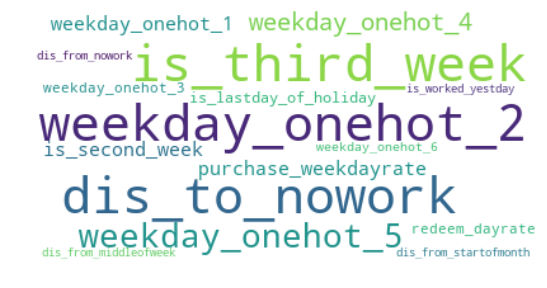 weekday_onehot_1 weekday_onehot_4
dis_from_nowork is_third_week
weekday_onehot_3 is_lastday_of_holiday is_worked_yestday
weekday_onehot_2
is_second_week weekday_onehot_6
purchase_weekdayrate
dis_to_nowork
weekday_onehot_5 redeem_dayrate
dis_from_middleofweek dis_from_startofmonth